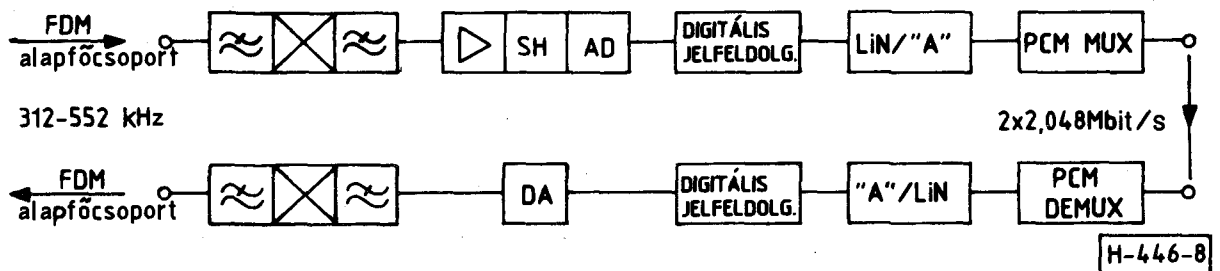 FDM
alapfőcsoport
SH
AD
DIGITÁLIS
JELFELDOLG.
LiN/"A"
PCM MUX
312-552 kHz
2x2,048Mbit/s
FDM
alapfőcsoport
DA
DIGITÁLIS
JELFELDOLG.
"A"/LiN
PCM
DEMUX
H-446-8